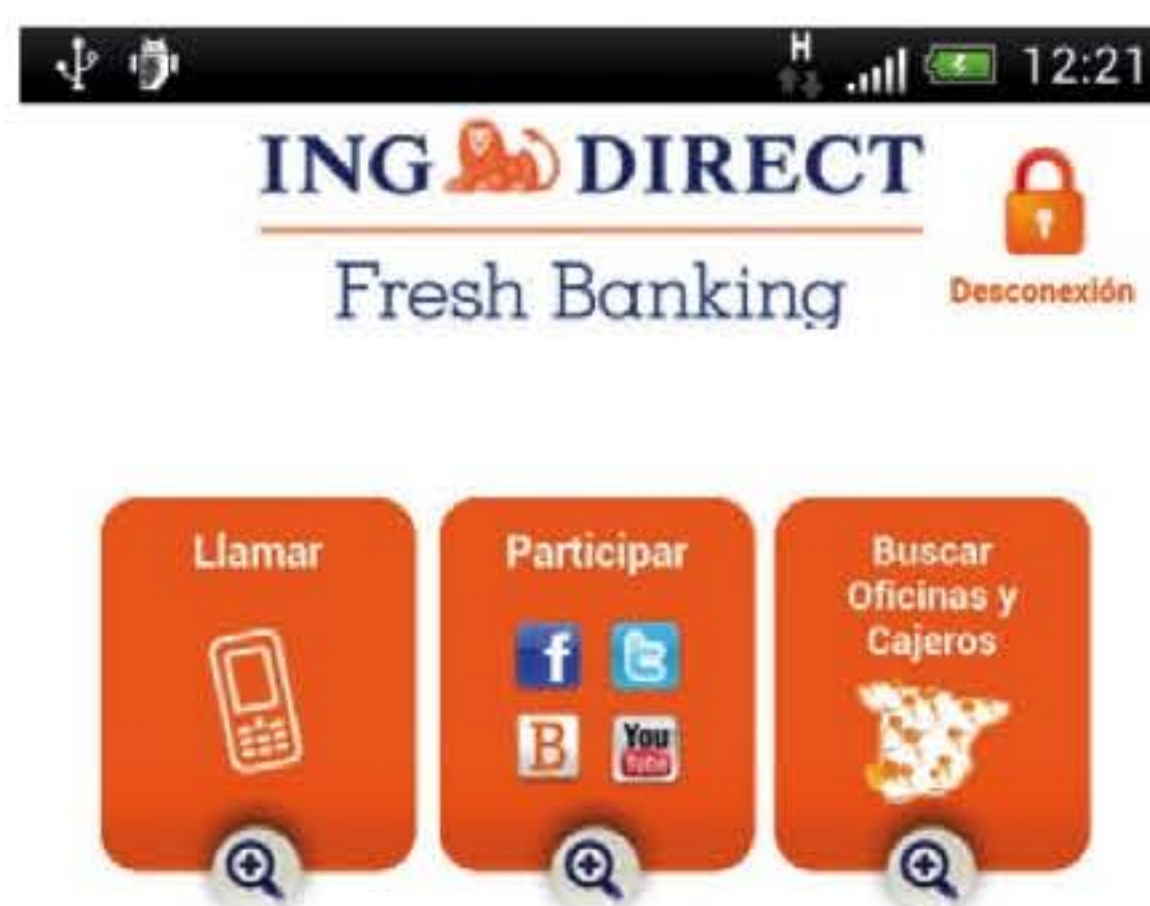 H
12:21
ING DIRECT
Fresh Banking
Desconexión
Llamar
Participar
Buscar
Oficinas y
Cajeros
f
t
B
You
Tube